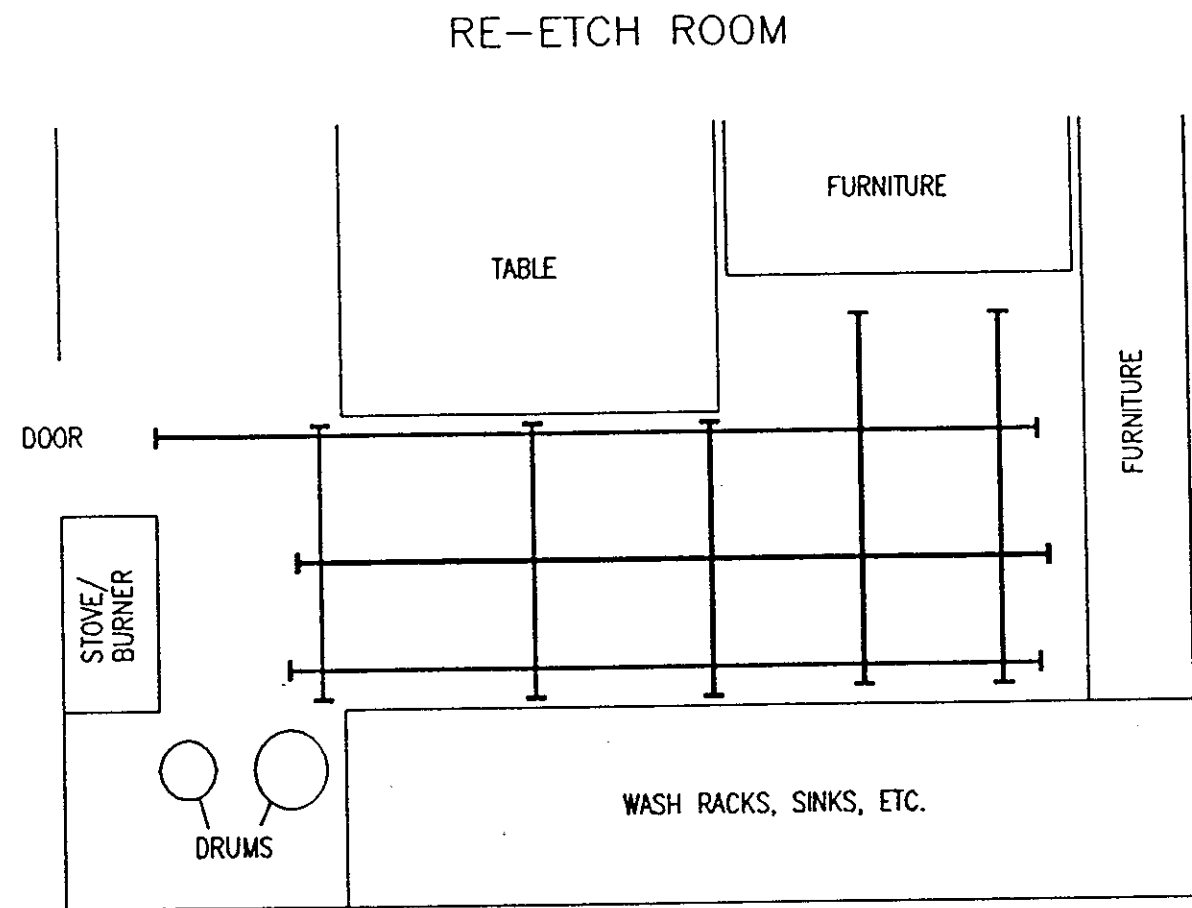 RE-ETCH ROOM
FURNITURE
TABLE
FURNITURE
DOOR
STOVE/
BURNER
WASH RACKS, SINKS, ETC.
DRUMS